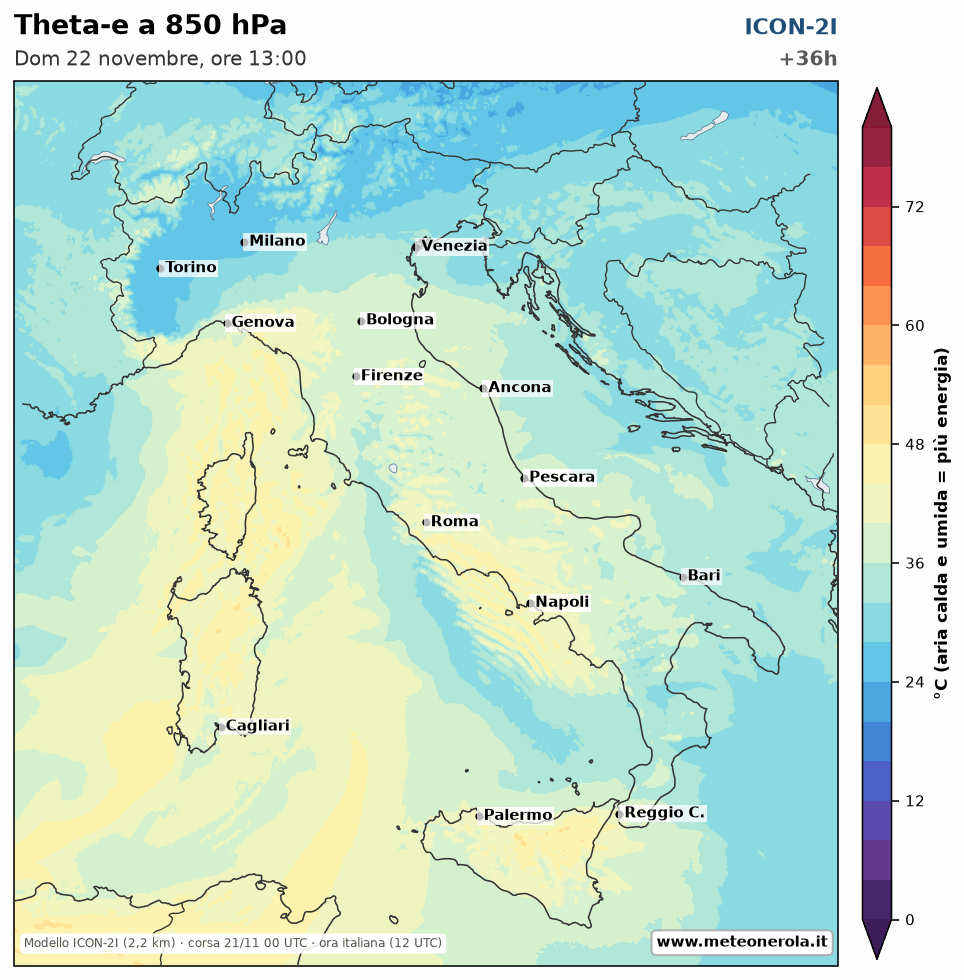 Theta-e a 850 hPa
ICON-2I
Dom 22 novembre, ore 13:00
+36h
Milano
Venezia
Torino
Genova
Bologna
Firenze
Ancona
Pescara
Roma
Bari
Napoli
Cagliari
Palermo
Reggio C.
72
60
48
36
24
12
0
°C (aria calda e umida = più energia)
Modello ICON-2I (2,2 km) · corsa 21/11 00 UTC · ora italiana (12 UTC)
www.meteonerola.it